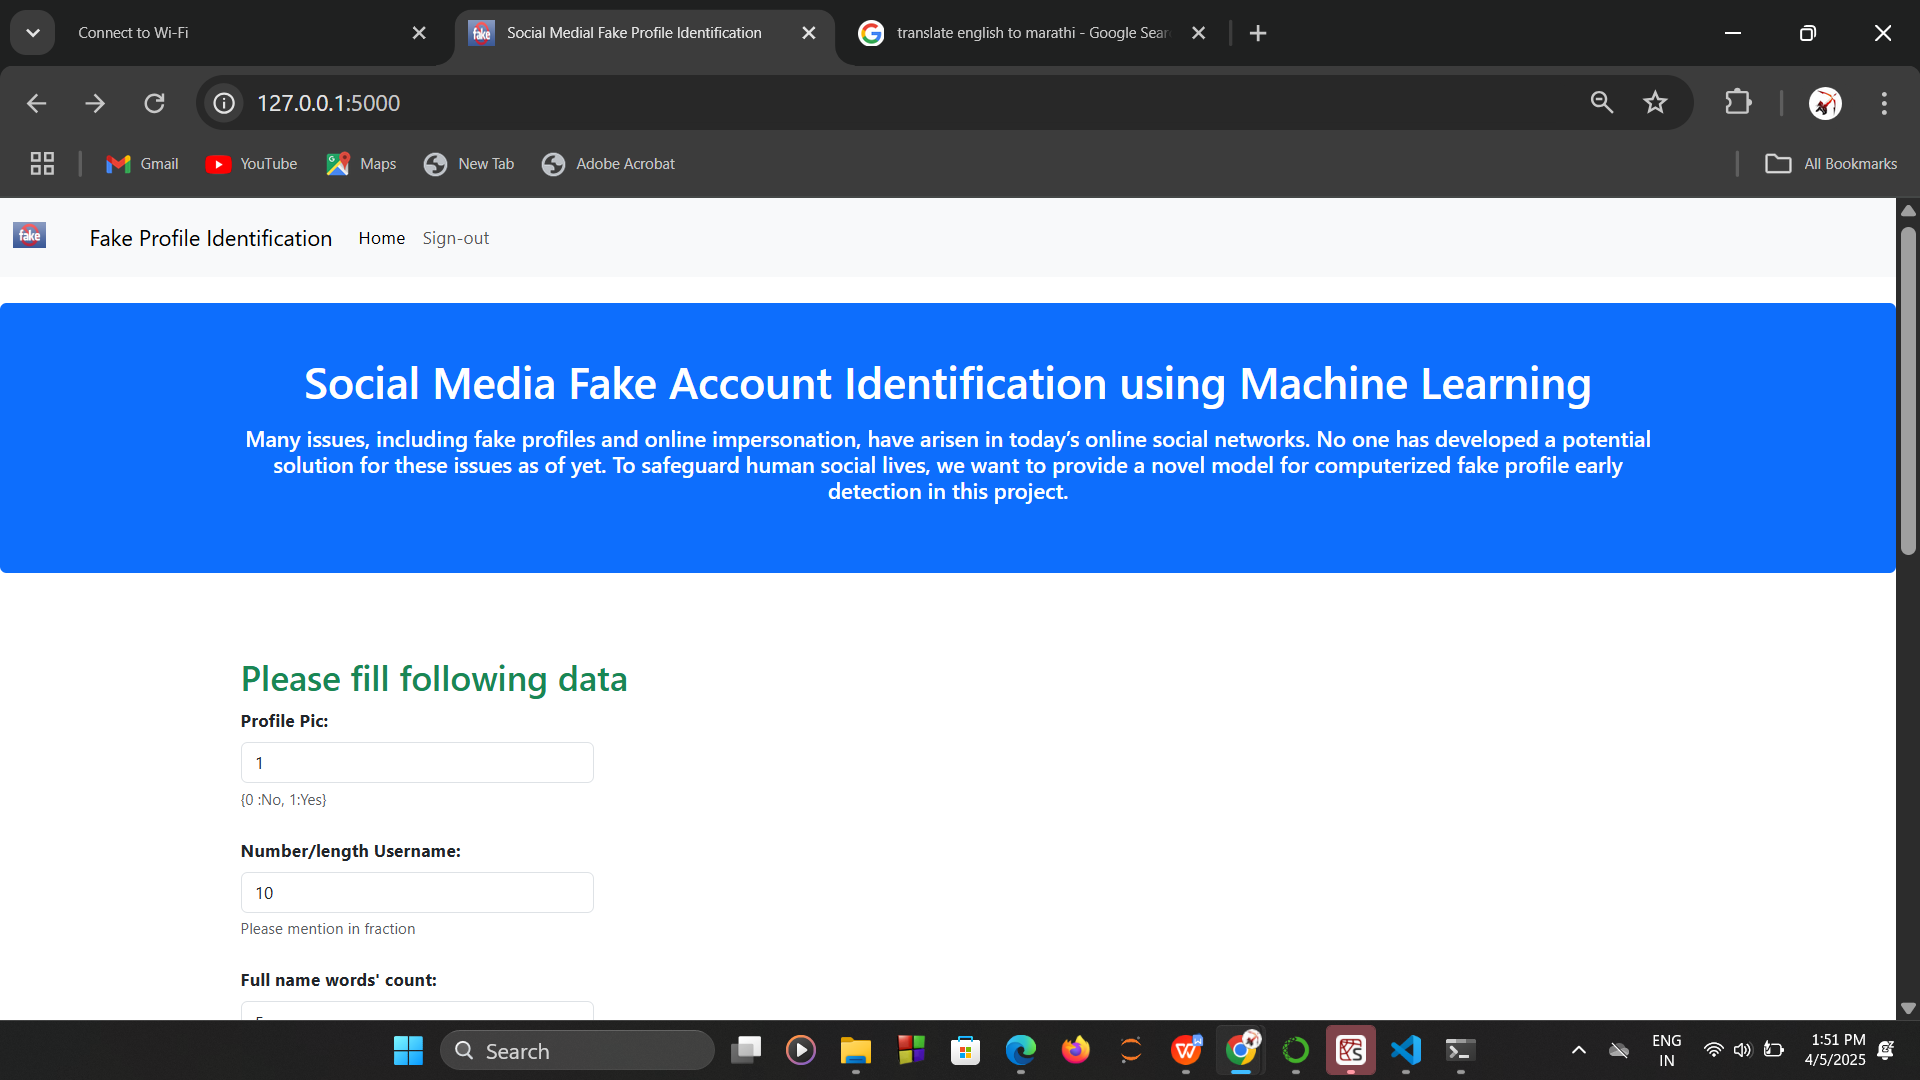 Connect to Wi-Fi
fake
Social Medial Fake Profile Identification
translate english to marathi - Google Sear
127.0.0.1:5000
Gmail
YouTube
Maps
New Tab
Adobe Acrobat
All Bookmarks
fake
Fake Profile Identification
Home
Sign-out
Social Media Fake Account Identification using Machine Learning
Many issues, including fake profiles and online impersonation, have arisen in today’s online social networks. No one has developed a potential
solution for these issues as of yet. To safeguard human social lives, we want to provide a novel model for computerized fake profile early
detection in this project.
Please fill following data
Profile Pic:
1
{0 :No, 1:Yes}
Number/length Username:
10
Please mention in fraction
Full name words' count:
Search
ENG
IN
1:51 PM
4/5/2025